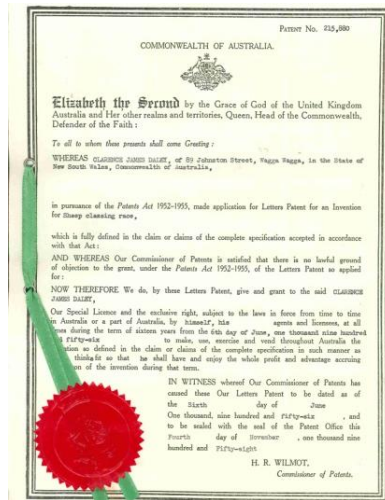 PATENT No. 215,880
COMMONWEALTH OF AUSTRALIA.
Elizabeth the Second by the Grace of God of the United Kingdom
Australia and Her other realms and territories, Queen, Head of the Commonwealth,
Defender of the Faith:
To all to whom these presents shall come Greeting:
WHEREAS CLARENCE JAMES DALEY, of 89 Johnston Street, Wagga Wagga, in the State of
New South Wales, Commonwealth of Australia,
in pursuance of the Patents Act 1952-1955, made application for Letters Patent for an Invention
for Sheep classing race,
which is fully defined in the claim or claims of the complete specification accepted in accordance
with that Act:
AND WHEREAS Our Commissioner of Patents is satisfied that there is no lawful ground
of objection to the grant, under the Patents Act 1952-1955, of the Letters Patent so applied
for:
NOW THEREFORE We do, by these Letters Patent, give and grant to the said CLARENCE
JAMES DALEY,
Our Special Licence and the exclusive right, subject to the laws in force from time to time
in Australia or a part of Australia, by himself, his agents and licensees, at all
during the term of sixteen years from the 6th day of June, one thousand nine hundred
fifty-six to make, use, exercise and vend throughout Australia the
as so defined in the claim or claims of the complete specification in such manner as
thinks fit so that he shall have and enjoy the whole profit and advantage accruing
of the invention during that term.
IN WITNESS whereof Our Commissioner of Patents has
caused these Our Letters Patent to be dated as of
the Sixth day of June
One thousand, nine hundred and fifty-six , and
to be sealed with the seal of the Patent Office this
Fourth day of November , one thousand nine
hundred and Fifty-eight
H. R. WILMOT,
Commissioner of Patents.